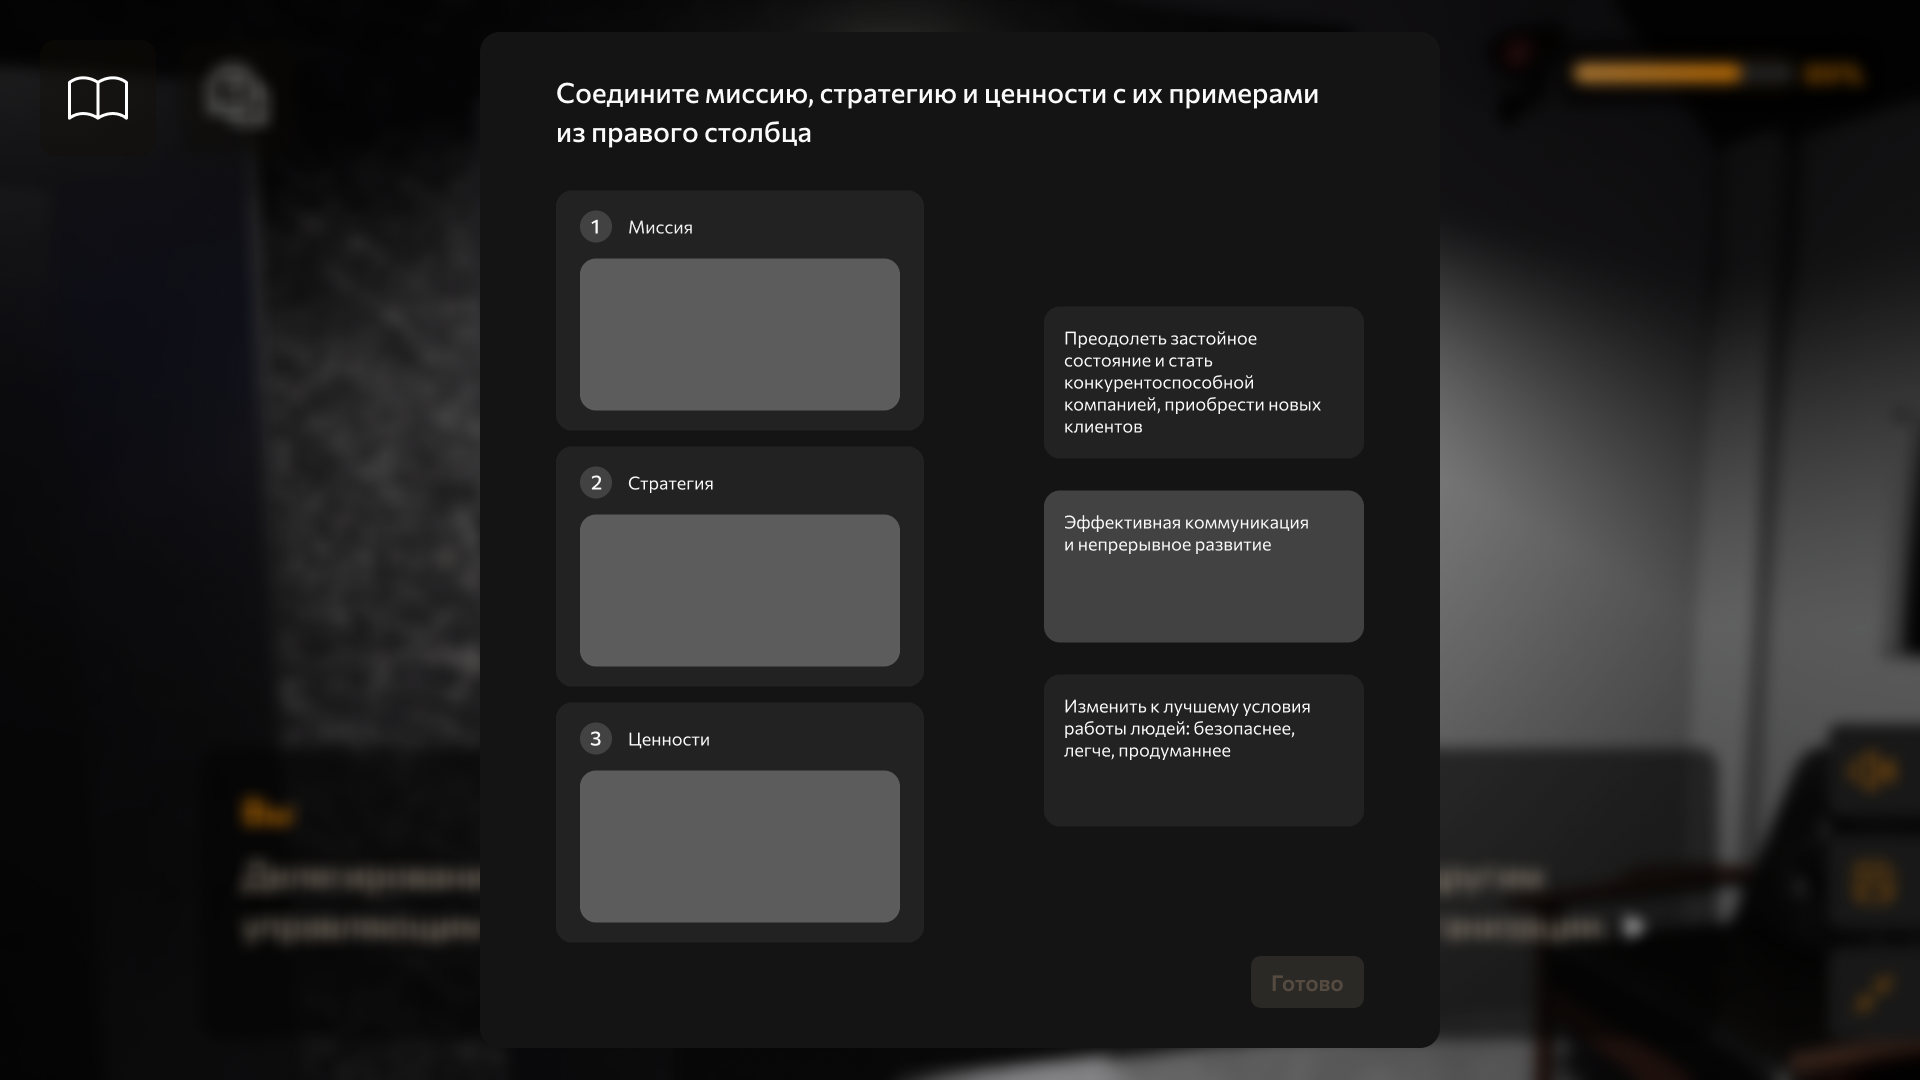 Соедините миссию, стратегию и ценности с их примерами
из правого столбца
1 Миссия
2 Стратегия
3 Ценности
Преодолеть застойное
состояние и стать
конкурентоспособной
компанией, приобрести новых
клиентов
Эффективная коммуникация
и непрерывное развитие
Изменить к лучшему условия
работы людей: безопаснее,
легче, продуманнее
Готово
Вы